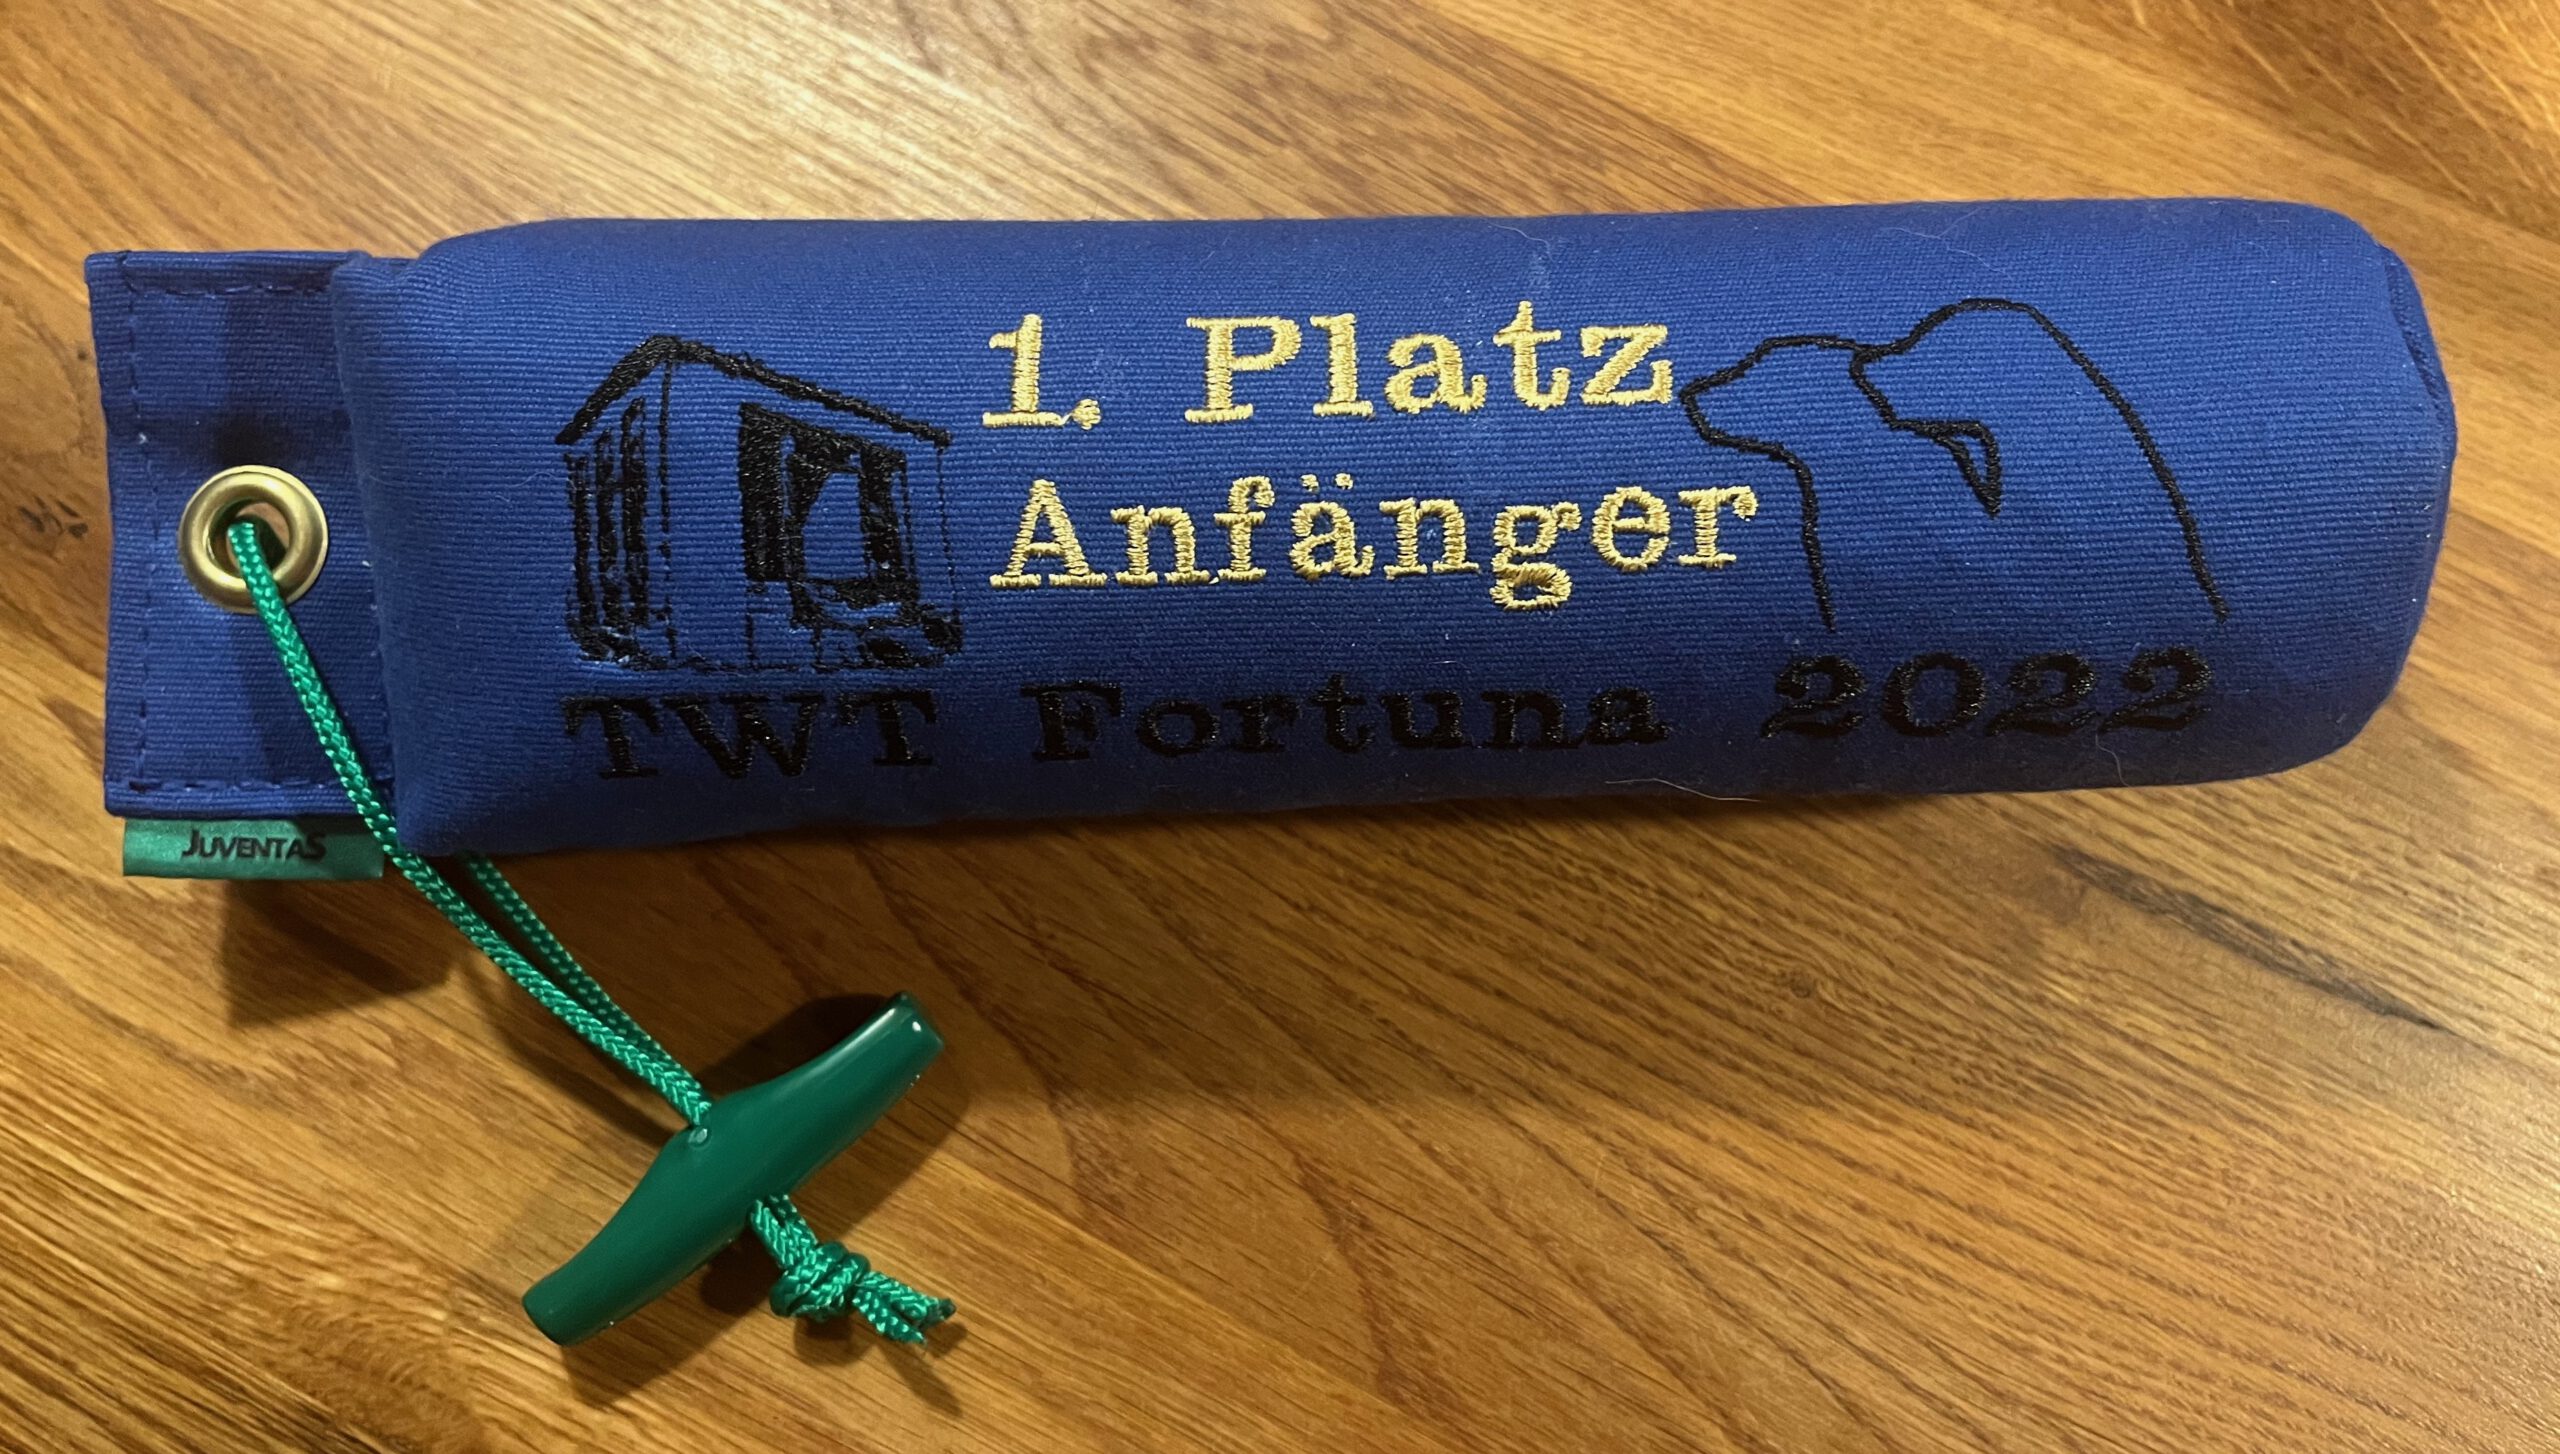 1. Platz
Anfänger
TWT Fortuna 2022
JUVENTAS